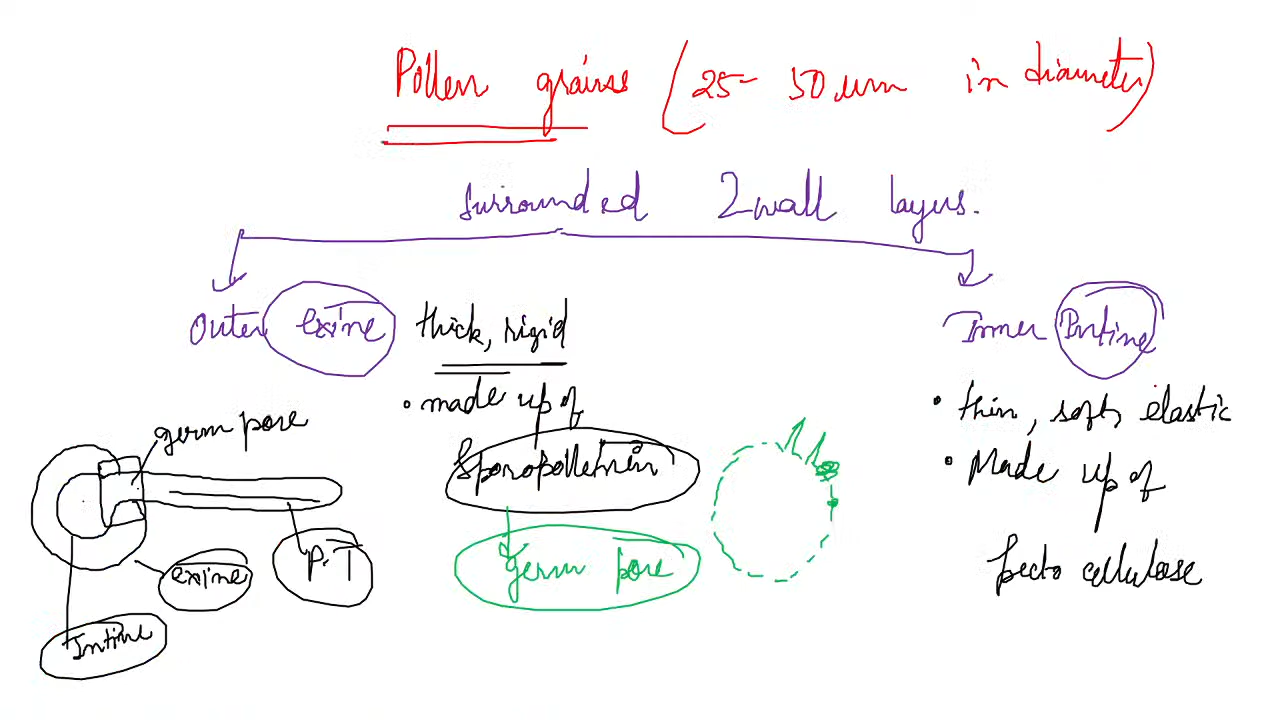 Pollen grains (25- 50 um in diameter)
Surrounded 2 wall layers.
Outer exine
thick, rigid
• made up of
Sporopollenin
Germ pore
Inner Intine
• thin, soft, elastic
• Made up of
pecto cellulose
germ pore
exine
P.T
Intine